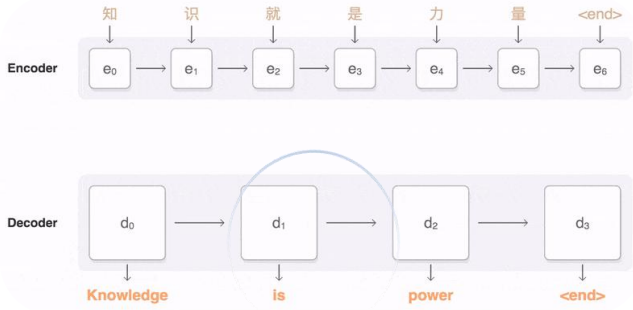 知 识 就 是 力 量 <end>
Encoder e₀ e₁ e₂ e₃ e₄ e₅ e₆
Decoder d₀ d₁ d₂ d₃
Knowledge is power <end>